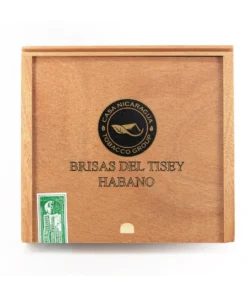 CASA NICARAGUA
TOBACCO GROUP
BRISAS DEL TISEY
HABANO